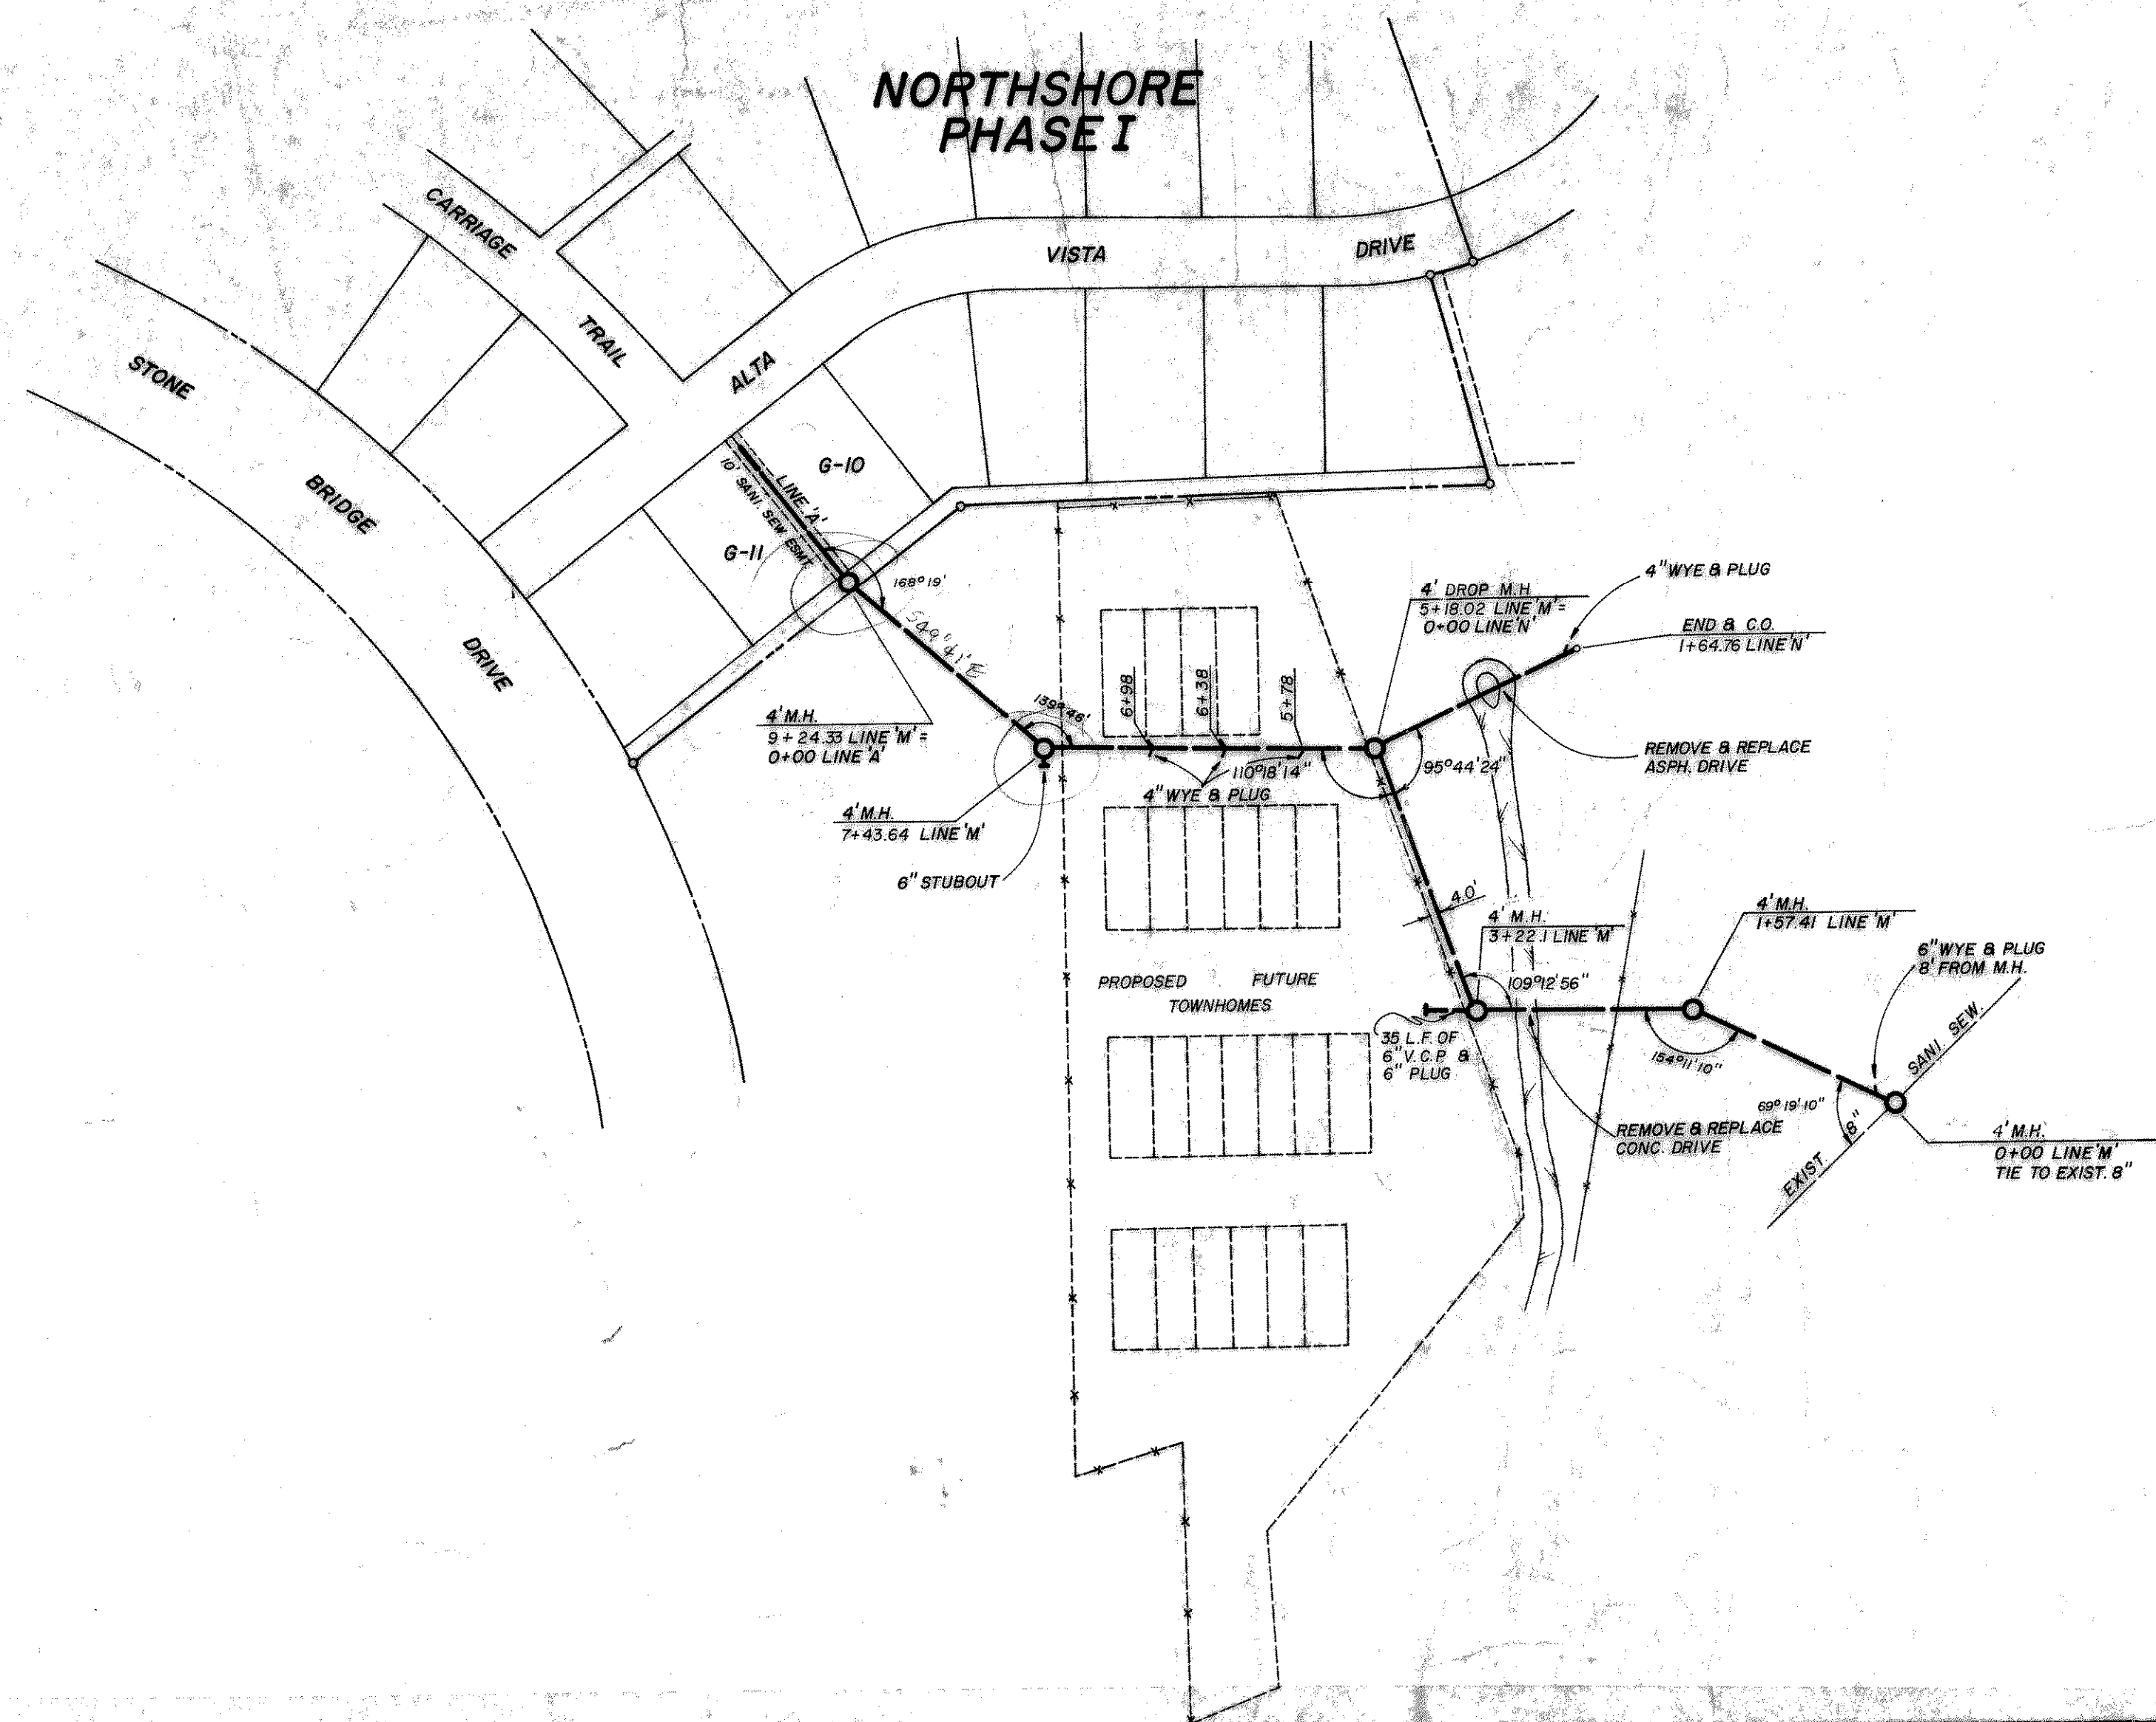 NORTHSHORE
PHASE I
CARRIAGE
TRAIL
VISTA
DRIVE
ALTA
STONE
BRIDGE
DRIVE
G-10
LINE 'A'
10' SANI. SEW. ESMT.
G-11
168°19'
S49°41'E
4" WYE & PLUG
4' DROP M.H.
5+18.02 LINE 'M' =
0+00 LINE 'N'
END & C.O.
1+64.76 LINE 'N'
139°46'
6+98
6+38
5+78
4' M.H.
9+24.33 LINE 'M' =
0+00 LINE 'A'
REMOVE & REPLACE
ASPH. DRIVE
110°18'14"
95°44'24"
4" WYE & PLUG
4' M.H.
7+43.64 LINE 'M'
6" STUBOUT
4.0'
4' M.H.
3+22.1 LINE 'M'
4' M.H.
1+57.41 LINE 'M'
6" WYE & PLUG
8' FROM M.H.
PROPOSED FUTURE
TOWNHOMES
109°12'56"
35 L.F. OF
6" V.C.P. &
6" PLUG
154°11'10"
SANI. SEW.
69°19'10"
8"
EXIST.
REMOVE & REPLACE
CONC. DRIVE
4' M.H.
0+00 LINE 'M'
TIE TO EXIST. 8"